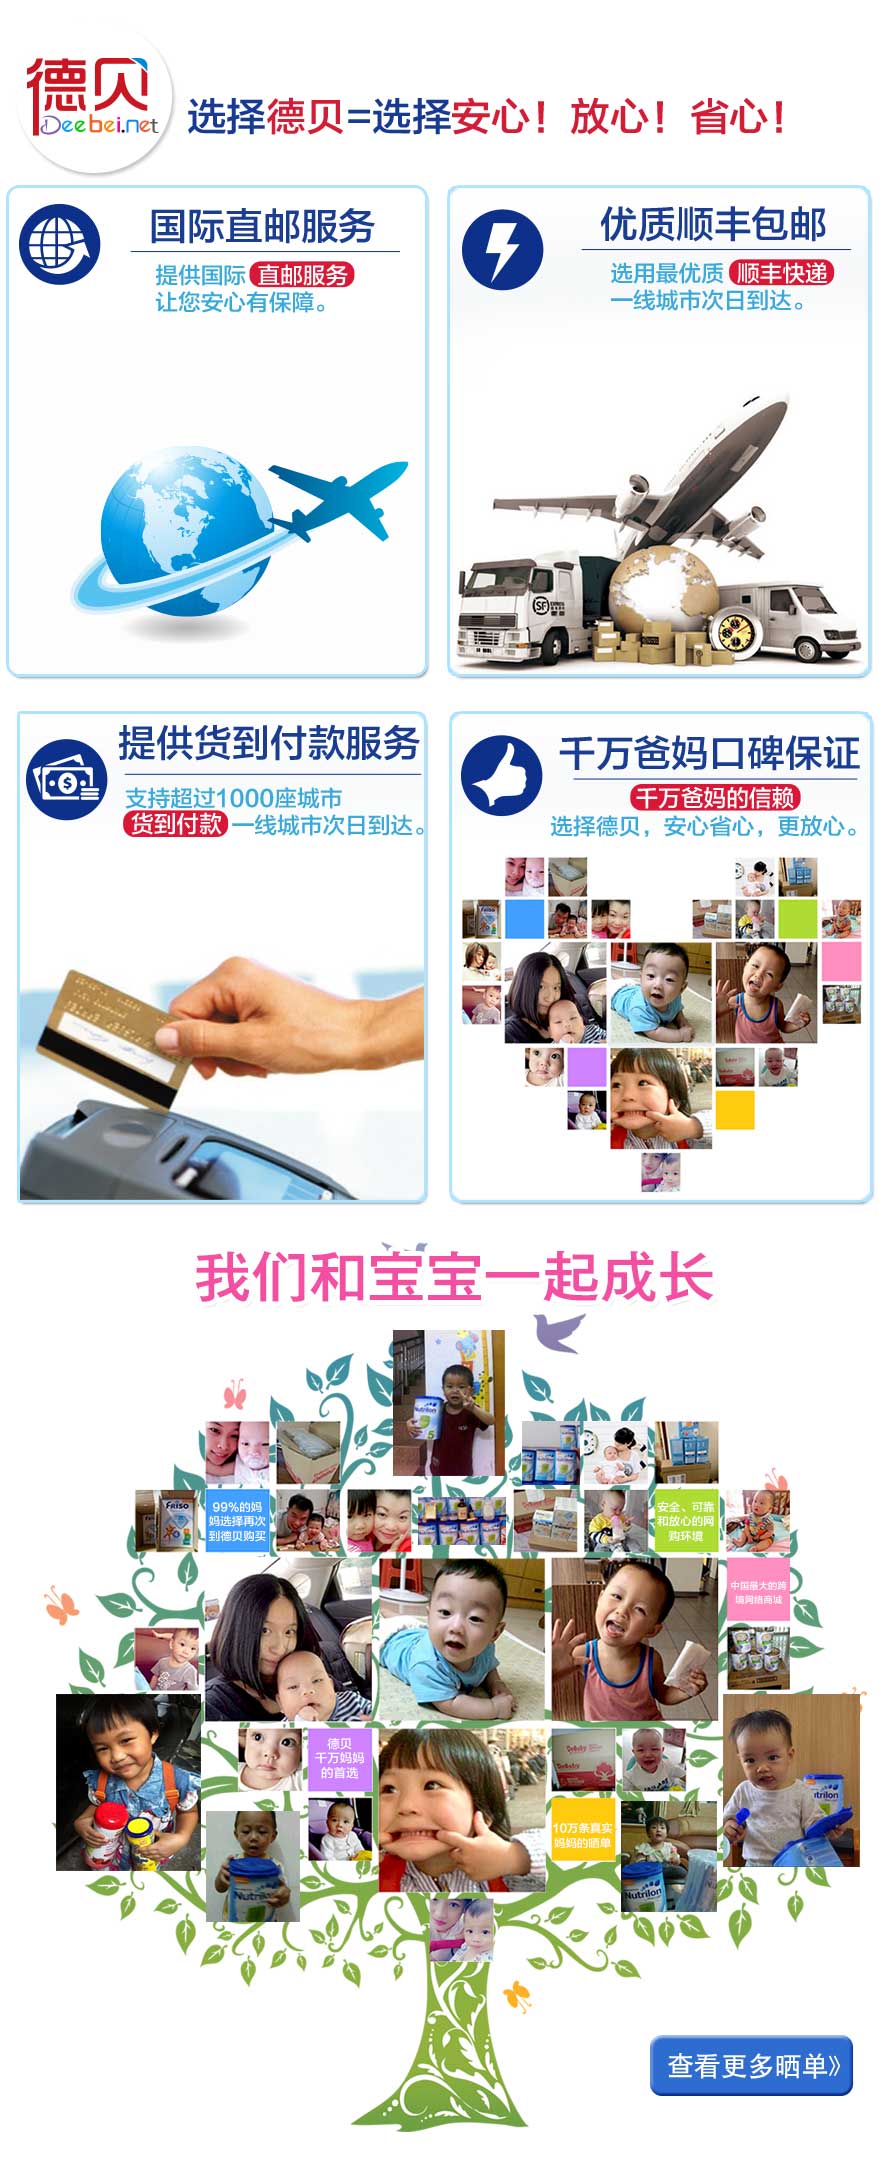 德贝
Deebei.net
选择德贝=选择安心！放心！省心！
国际直邮服务
提供国际 直邮服务
让您安心有保障。
优质顺丰包邮
选用最优质 顺丰快递
一线城市次日到达。
SF
提供货到付款服务
支持超过1000座城市
货到付款 一线城市次日到达。
千万爸妈口碑保证
千万爸妈的信赖
选择德贝，安心省心，更放心。
我们和宝宝一起成长
Nutrilon
5
99%的妈
妈选择再次
到德贝购买
FRISO
安全、可靠
和放心的网
购环境
中国最大的跨
境网络商城
德贝
千万妈妈
的首选
DeBaby
10万条真实
妈妈的晒单
Nutrilon
Nutrilon
查看更多晒单》